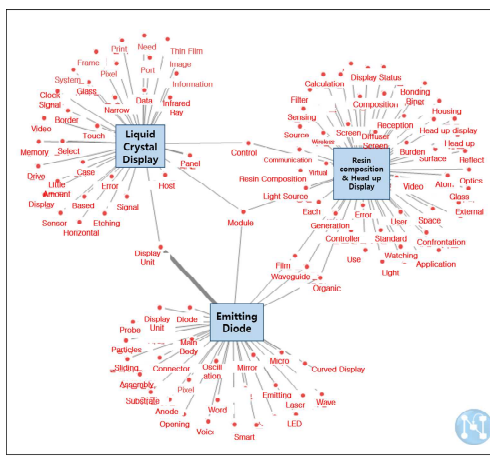 Print
Need
Thin Film
Frame
Pixel
Port
Image
System
Glass
Information
Clock
Signal
Narrow
Data
Infrared
Ray
Border
Touch
Video
Liquid
Crystal
Display
Memory
Select
Panel
Drive
Case
Error
Host
Little
Amount
Based
Signal
Display
Etching
Sensor
Horizontal
Control
Module
Display
Unit
Calculation
Display Status
Filter
Composition
Bonding
Sensing
Reception
Housing
Source
Screen
Diffuser
Screen
Head up display
Wireless
Burden
Head up
Communication
Virtual
Resin
composition
& Head up
Display
Surface
Reflect
Resin Composition
Video
Optics
Light Source
Glass
Each
Error
User
Space
External
Generation
Controller
Standard
Confrontation
Use
Watching
Application
Light
Film
Waveguide
Organic
Emitting
Diode
Display
Unit
Diode
Probe
Main
Body
Particles
Sliding
Connector
Oscill
ation
Mirror
Micro
Curved Display
Assembly
Pixel
Substrate
Emitting
Anode
Word
Laser
Wave
Opening
Voice
Smart
LED